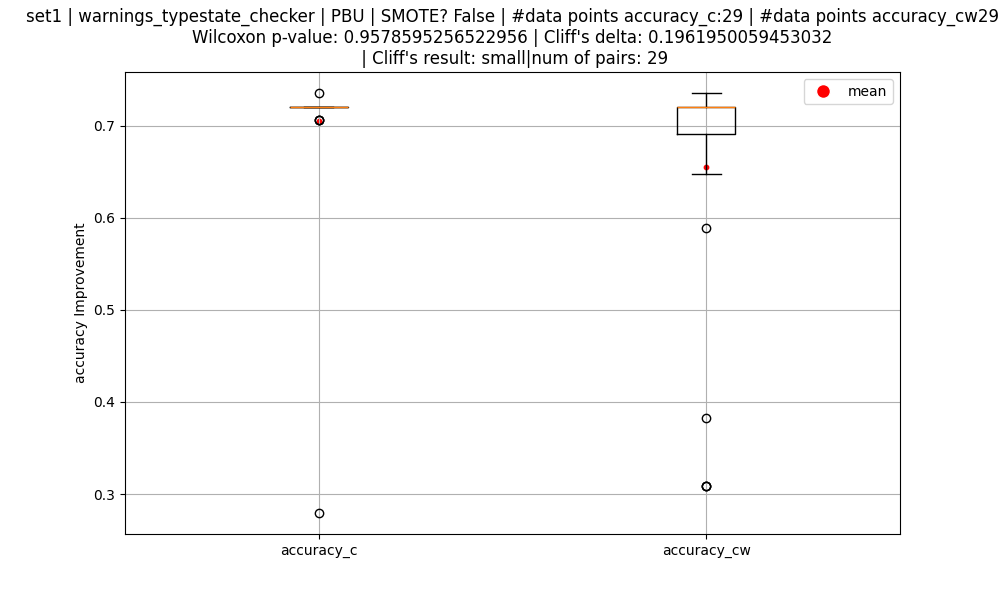 set1 | warnings_typestate_checker | PBU | SMOTE? False | #data points accuracy_c:29 | #data points accuracy_cw29
Wilcoxon p-value: 0.9578595256522956 | Cliff's delta: 0.1961950059453032
| Cliff's result: small|num of pairs: 29
mean
0.7
0.6
0.5
0.4
0.3
accuracy Improvement
accuracy_c
accuracy_cw